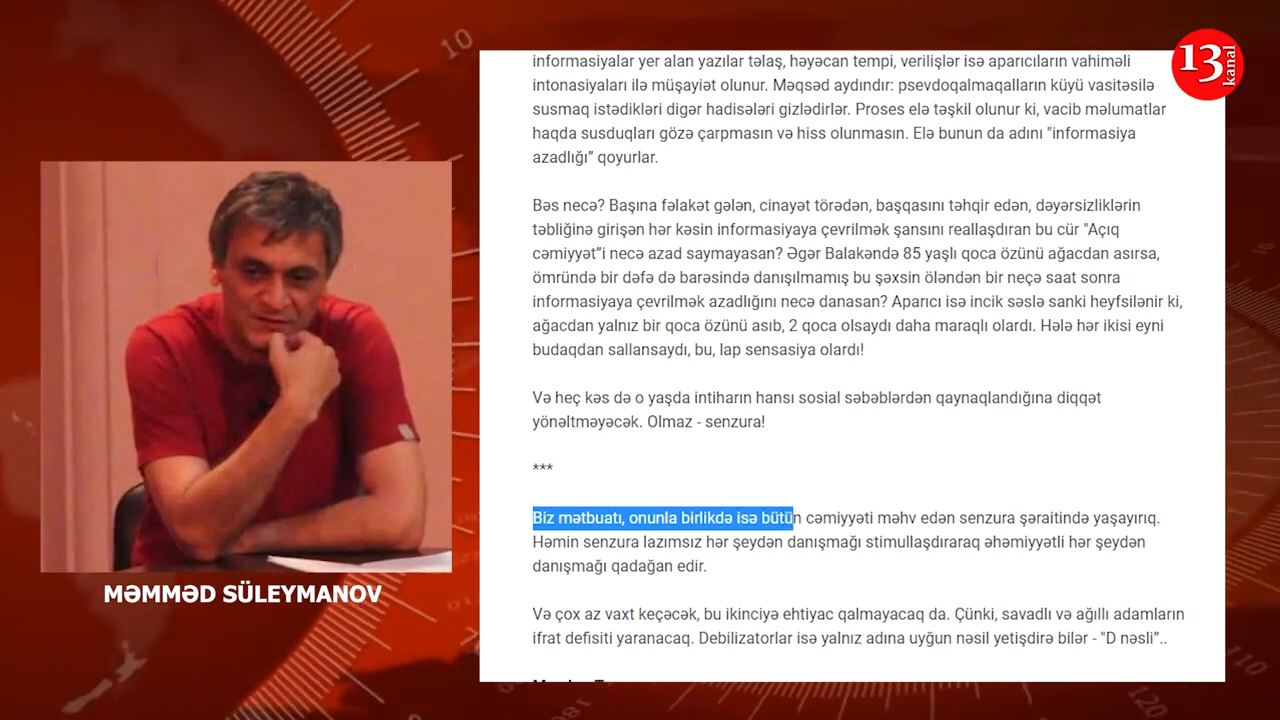 10
13
kanal
informasiyalar yer alan yazılar təlaş, həyəcan tempi, verilişlər isə aparıcıların vahiməli
intonasiyaları ilə müşayiət olunur. Məqsəd aydındır: psevdoqalmaqalların küyü vasitəsilə
susmaq istədikləri digər hadisələri gizlədirlər. Proses elə təşkil olunur ki, vacib məlumatlar
haqda susduqları gözə çarpmasın və hiss olunmasın. Elə bunun da adını "informasiya
azadlığı” qoyurlar.
Bəs necə? Başına fəlakət gələn, cinayət törədən, başqasını təhqir edən, dəyərsizliklərin
təbliğinə girişən hər kəsin informasiyaya çevrilmək şansını reallaşdıran bu cür "Açıq
cəmiyyət”i necə azad saymayasan? Əgər Balakəndə 85 yaşlı qoca özünü ağacdan asırsa,
ömründə bir dəfə də barəsində danışılmamış bu şəxsin öləndən bir neçə saat sonra
informasiyaya çevrilmək azadlığını necə danasan? Aparıcı isə incik səslə sanki heyfsilənir ki,
ağacdan yalnız bir qoca özünü asıb, 2 qoca olsaydı daha maraqlı olardı. Hələ hər ikisi eyni
budaqdan sallansaydı, bu, lap sensasiya olardı!
Və heç kəs də o yaşda intiharın hansı sosial səbəblərdən qaynaqlandığına diqqət
yönəltməyəcək. Olmaz - senzura!
***
Biz mətbuatı, onunla birlikdə isə bütün cəmiyyəti məhv edən senzura şəraitində yaşayırıq.
Həmin senzura lazımsız hər şeydən danışmağı stimullaşdıraraq əhəmiyyətli hər şeydən
danışmağı qadağan edir.
Və çox az vaxt keçəcək, bu ikinciyə ehtiyac qalmayacaq da. Çünki, savadlı və ağıllı adamların
ifrat defisiti yaranacaq. Debilizatorlar isə yalnız adına uyğun nəsil yetişdirə bilər - "D nəsli”..
MƏMMƏD SÜLEYMANOV
110
120
180